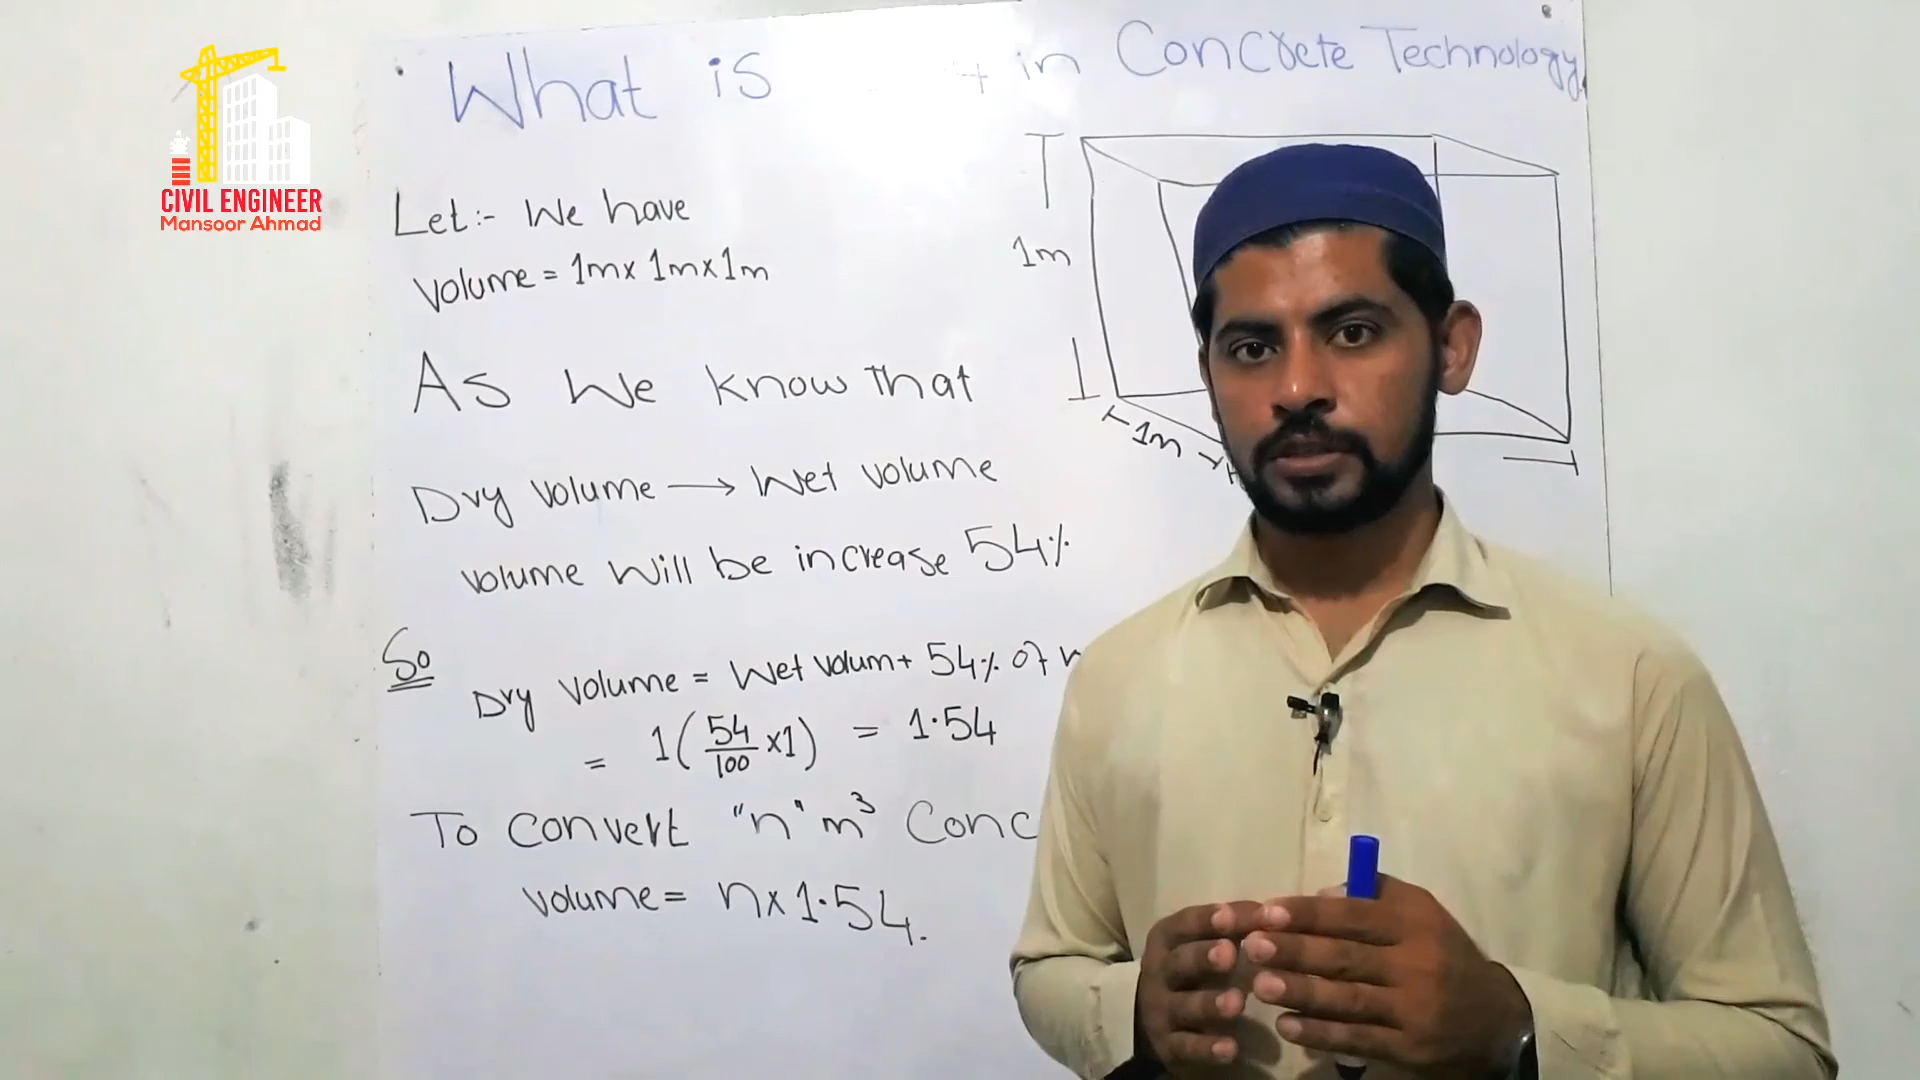 CIVIL ENGINEER
Mansoor Ahmad
What is in Concrete Technology
Let:- We have
volume = 1m x 1m x 1m
As we know that
Dry volume → Wet volume
volume will be increase 54%
So
Dry volume = Wet volum + 54% of
= 1(54/100 x1) = 1.54
To convert "n" m³ Conc
volume = n x 1.54.
1m
1m